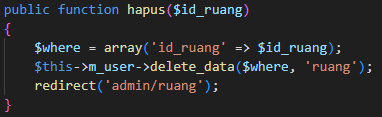 public function hapus($id_ruang)
{
    $where = array('id_ruang' => $id_ruang);
    $this->m_user->delete_data($where, 'ruang');
    redirect('admin/ruang');
}